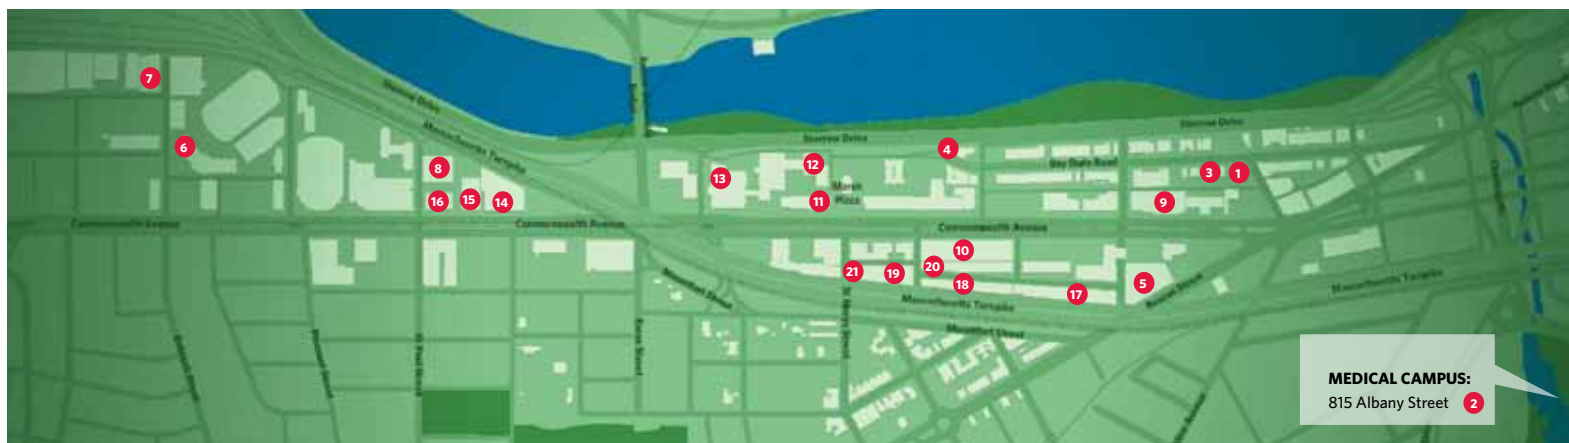 7
6
8
16
15
14
13
12
11
4
3
1
9
10
20
21
19
18
17
5
Storrow Drive
Massachusetts Turnpike
Storrow Drive
Storrow Drive
Bay State Road
Marsh
Plaza
Commonwealth Avenue
Commonwealth Avenue
Commonwealth Avenue
Mountfort Street
Massachusetts Turnpike
Mountfort Street
Beacon Street
Massachusetts Turnpike
St Mary's Street
MEDICAL CAMPUS:
815 Albany Street 2